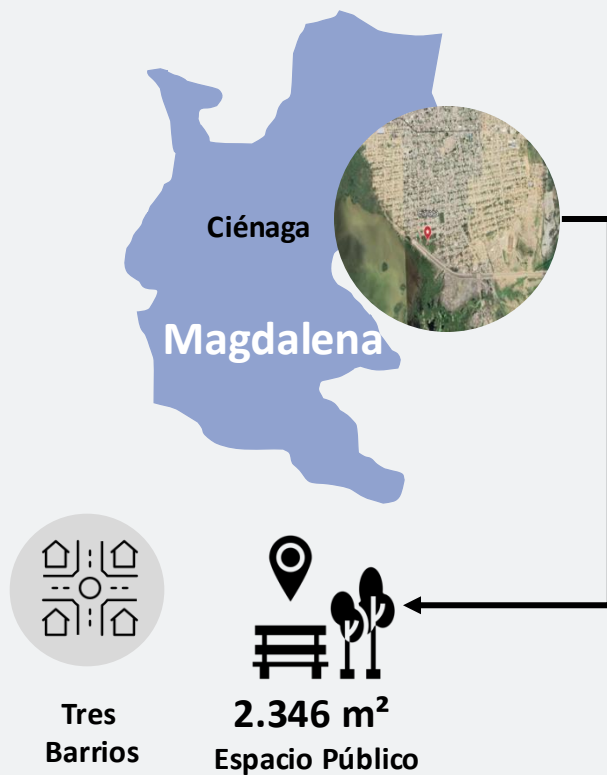 Ciénaga
Magdalena
Tres
Barrios
2.346 m²
Espacio Público